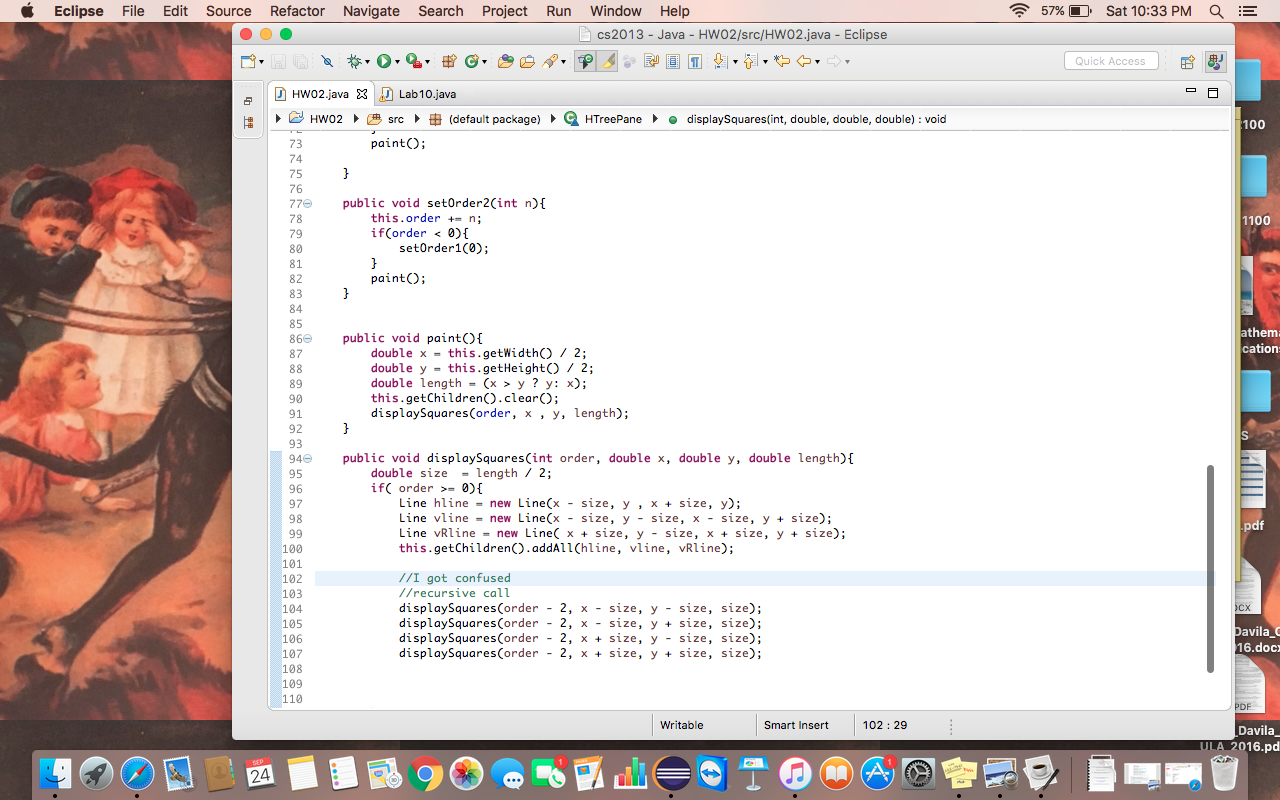 Eclipse File Edit Source Refactor Navigate Search Project Run Window Help 57% Sat 10:33 PM
cs2013 - Java - HW02/src/HW02.java - Eclipse
Quick Access
HW02.java Lab10.java
HW02 src (default package) HTreePane displaySquares(int, double, double, double) : void
72 }
73 paint();
74
75 }
76
77 public void setOrder2(int n){
78 this.order += n;
79 if(order < 0){
80 setOrder1(0);
81 }
82 paint();
83 }
84
85
86 public void paint(){
87 double x = this.getWidth() / 2;
88 double y = this.getHeight() / 2;
89 double length = (x > y ? y: x);
90 this.getChildren().clear();
91 displaySquares(order, x , y, length);
92 }
93
94 public void displaySquares(int order, double x, double y, double length){
95 double size  = length / 2;
96 if( order >= 0){
97 Line hline = new Line(x - size, y , x + size, y);
98 Line vline = new Line(x - size, y - size, x - size, y + size);
99 Line vRline = new Line( x + size, y - size, x + size, y + size);
100 this.getChildren().addAll(hline, vline, vRline);
101
102 //I got confused
103 //recursive call
104 displaySquares(order - 2, x - size, y - size, size);
105 displaySquares(order - 2, x - size, y + size, size);
106 displaySquares(order - 2, x + size, y - size, size);
107 displaySquares(order - 2, x + size, y + size, size);
108
109
110
Writable Smart Insert 102 : 29
100
1100
athema
cations
S
.pdf
OCX
Davila_C
16.docx
PDF
_Davila_
ULA_2016.pd
SEP
24
1
1